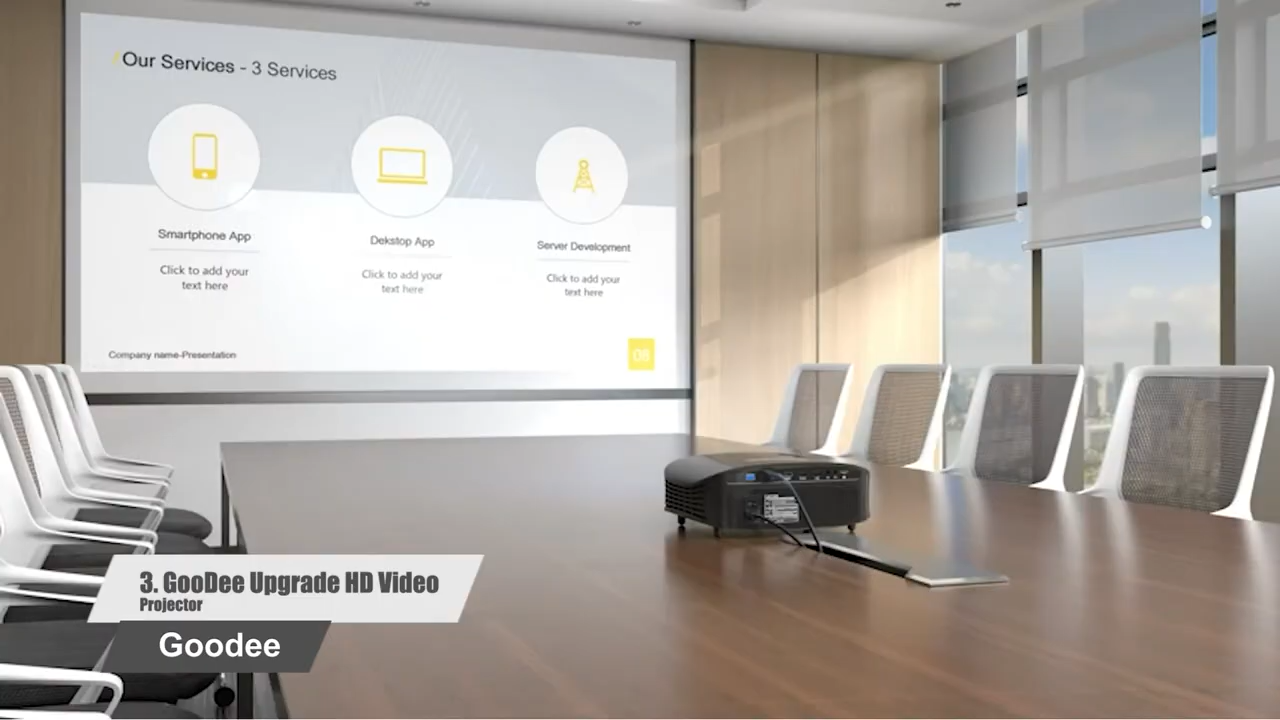 Our Services - 3 Services
Smartphone App
Dekstop App
Server Development
Click to add your
text here
Click to add your
text here
Click to add your
text here
Company name-Presentation
08
3. GooDee Upgrade HD Video
Projector
Goodee